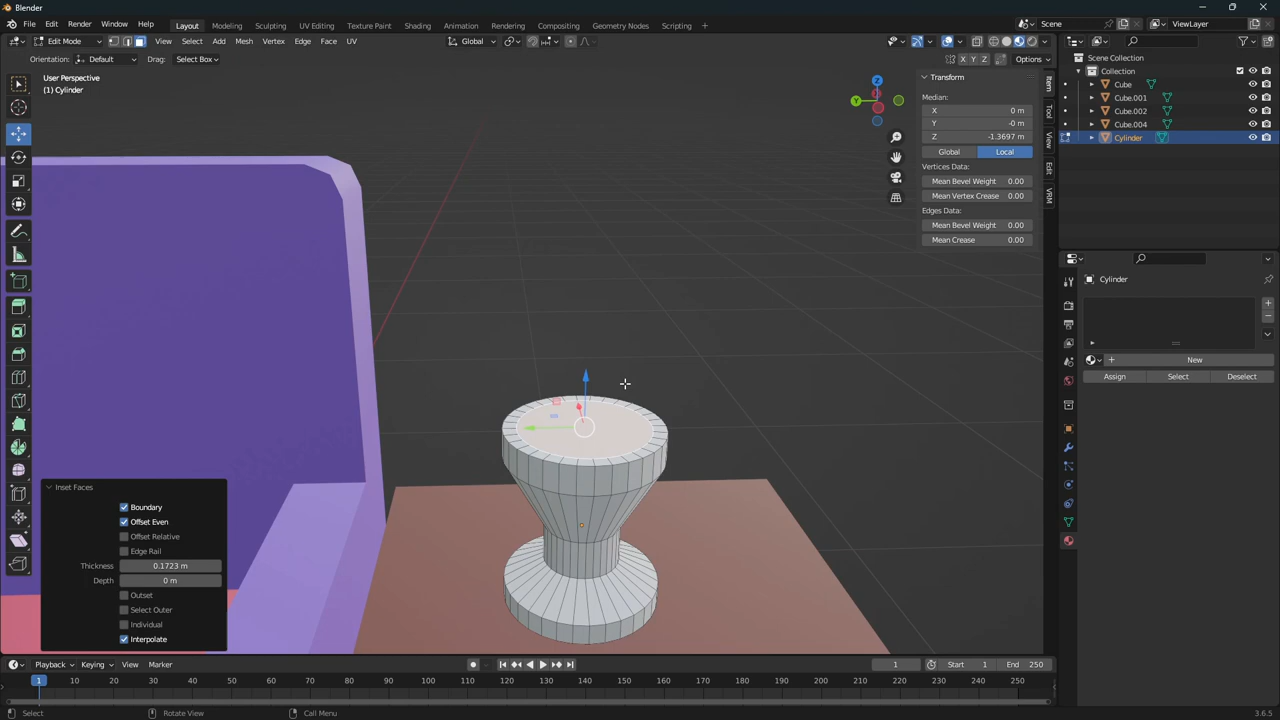 Blender
File Edit Render Window Help Layout Modeling Sculpting UV Editing Texture Paint Shading Animation Rendering Compositing Geometry Nodes Scripting + Scene ViewLayer
Edit Mode View Select Add Mesh Vertex Edge Face UV Global
Orientation: Default Drag: Select Box X Y Z Options
User Perspective
(1) Cylinder
Z
Y
Transform
Median:
X 0 m
Y -0 m
Z -1.3697 m
Global Local
Vertices Data:
Mean Bevel Weight 0.00
Mean Vertex Crease 0.00
Edges Data:
Mean Bevel Weight 0.00
Mean Crease 0.00
Item
Tool
View
Edit
VRM
Scene Collection
Collection
Cube
Cube.001
Cube.002
Cube.004
Cylinder
Cylinder
New
Assign Select Deselect
Inset Faces
Boundary
Offset Even
Offset Relative
Edge Rail
Thickness 0.1723 m
Depth 0 m
Outset
Select Outer
Individual
Interpolate
Playback Keying View Marker 1 Start 1 End 250
1 10 20 30 40 50 60 70 80 90 100 110 120 130 140 150 160 170 180 190 200 210 220 230 240 250
Select Rotate View Call Menu 3.6.5